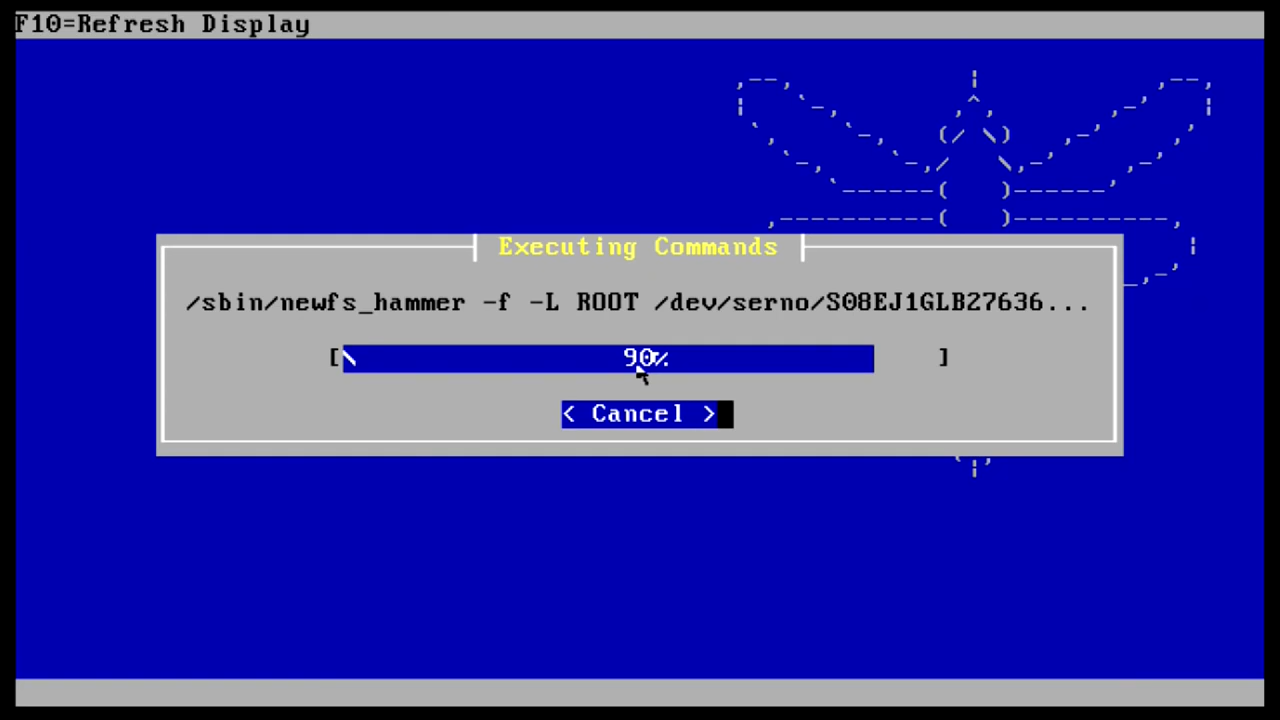 F10=Refresh Display
Executing Commands
/sbin/newfs_hammer -f -L ROOT /dev/serno/S08EJ1GLB27636...
[\ 90% ]
< Cancel >